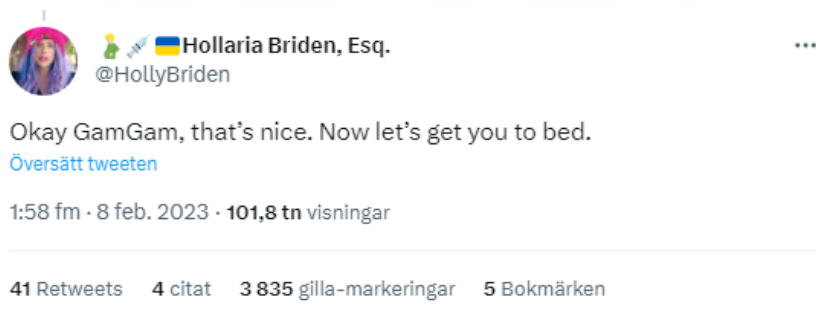 Hollaria Briden, Esq.
@HollyBriden
Okay GamGam, that’s nice. Now let’s get you to bed.
Översätt tweeten
1:58 fm · 8 feb. 2023 · 101,8 tn visningar
41 Retweets 4 citat 3 835 gilla-markeringar 5 Bokmärken